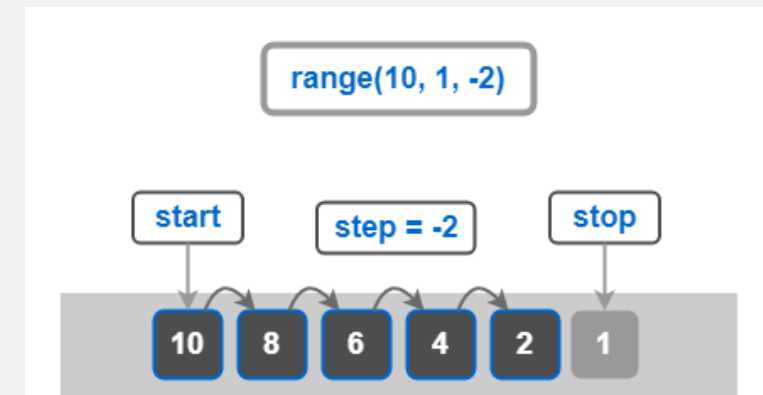 range(10, 1, -2)
start step = -2 stop
10 8 6 4 2 1